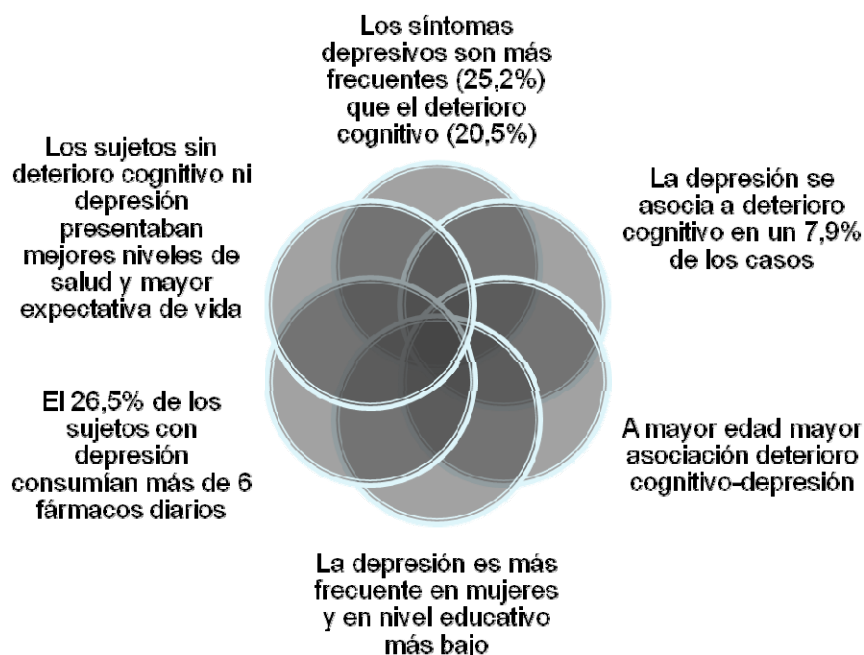 Los síntomas
depresivos son más
frecuentes (25,2%)
que el deterioro
cognitivo (20,5%)
La depresión se
asocia a deterioro
cognitivo en un 7,9%
de los casos
A mayor edad mayor
asociación deterioro
cognitivo-depresión
La depresión es más
frecuente en mujeres
y en nivel educativo
más bajo
El 26,5% de los
sujetos con
depresión
consumían más de 6
fármacos diarios
Los sujetos sin
deterioro cognitivo ni
depresión
presentaban
mejores niveles de
salud y mayor
expectativa de vida